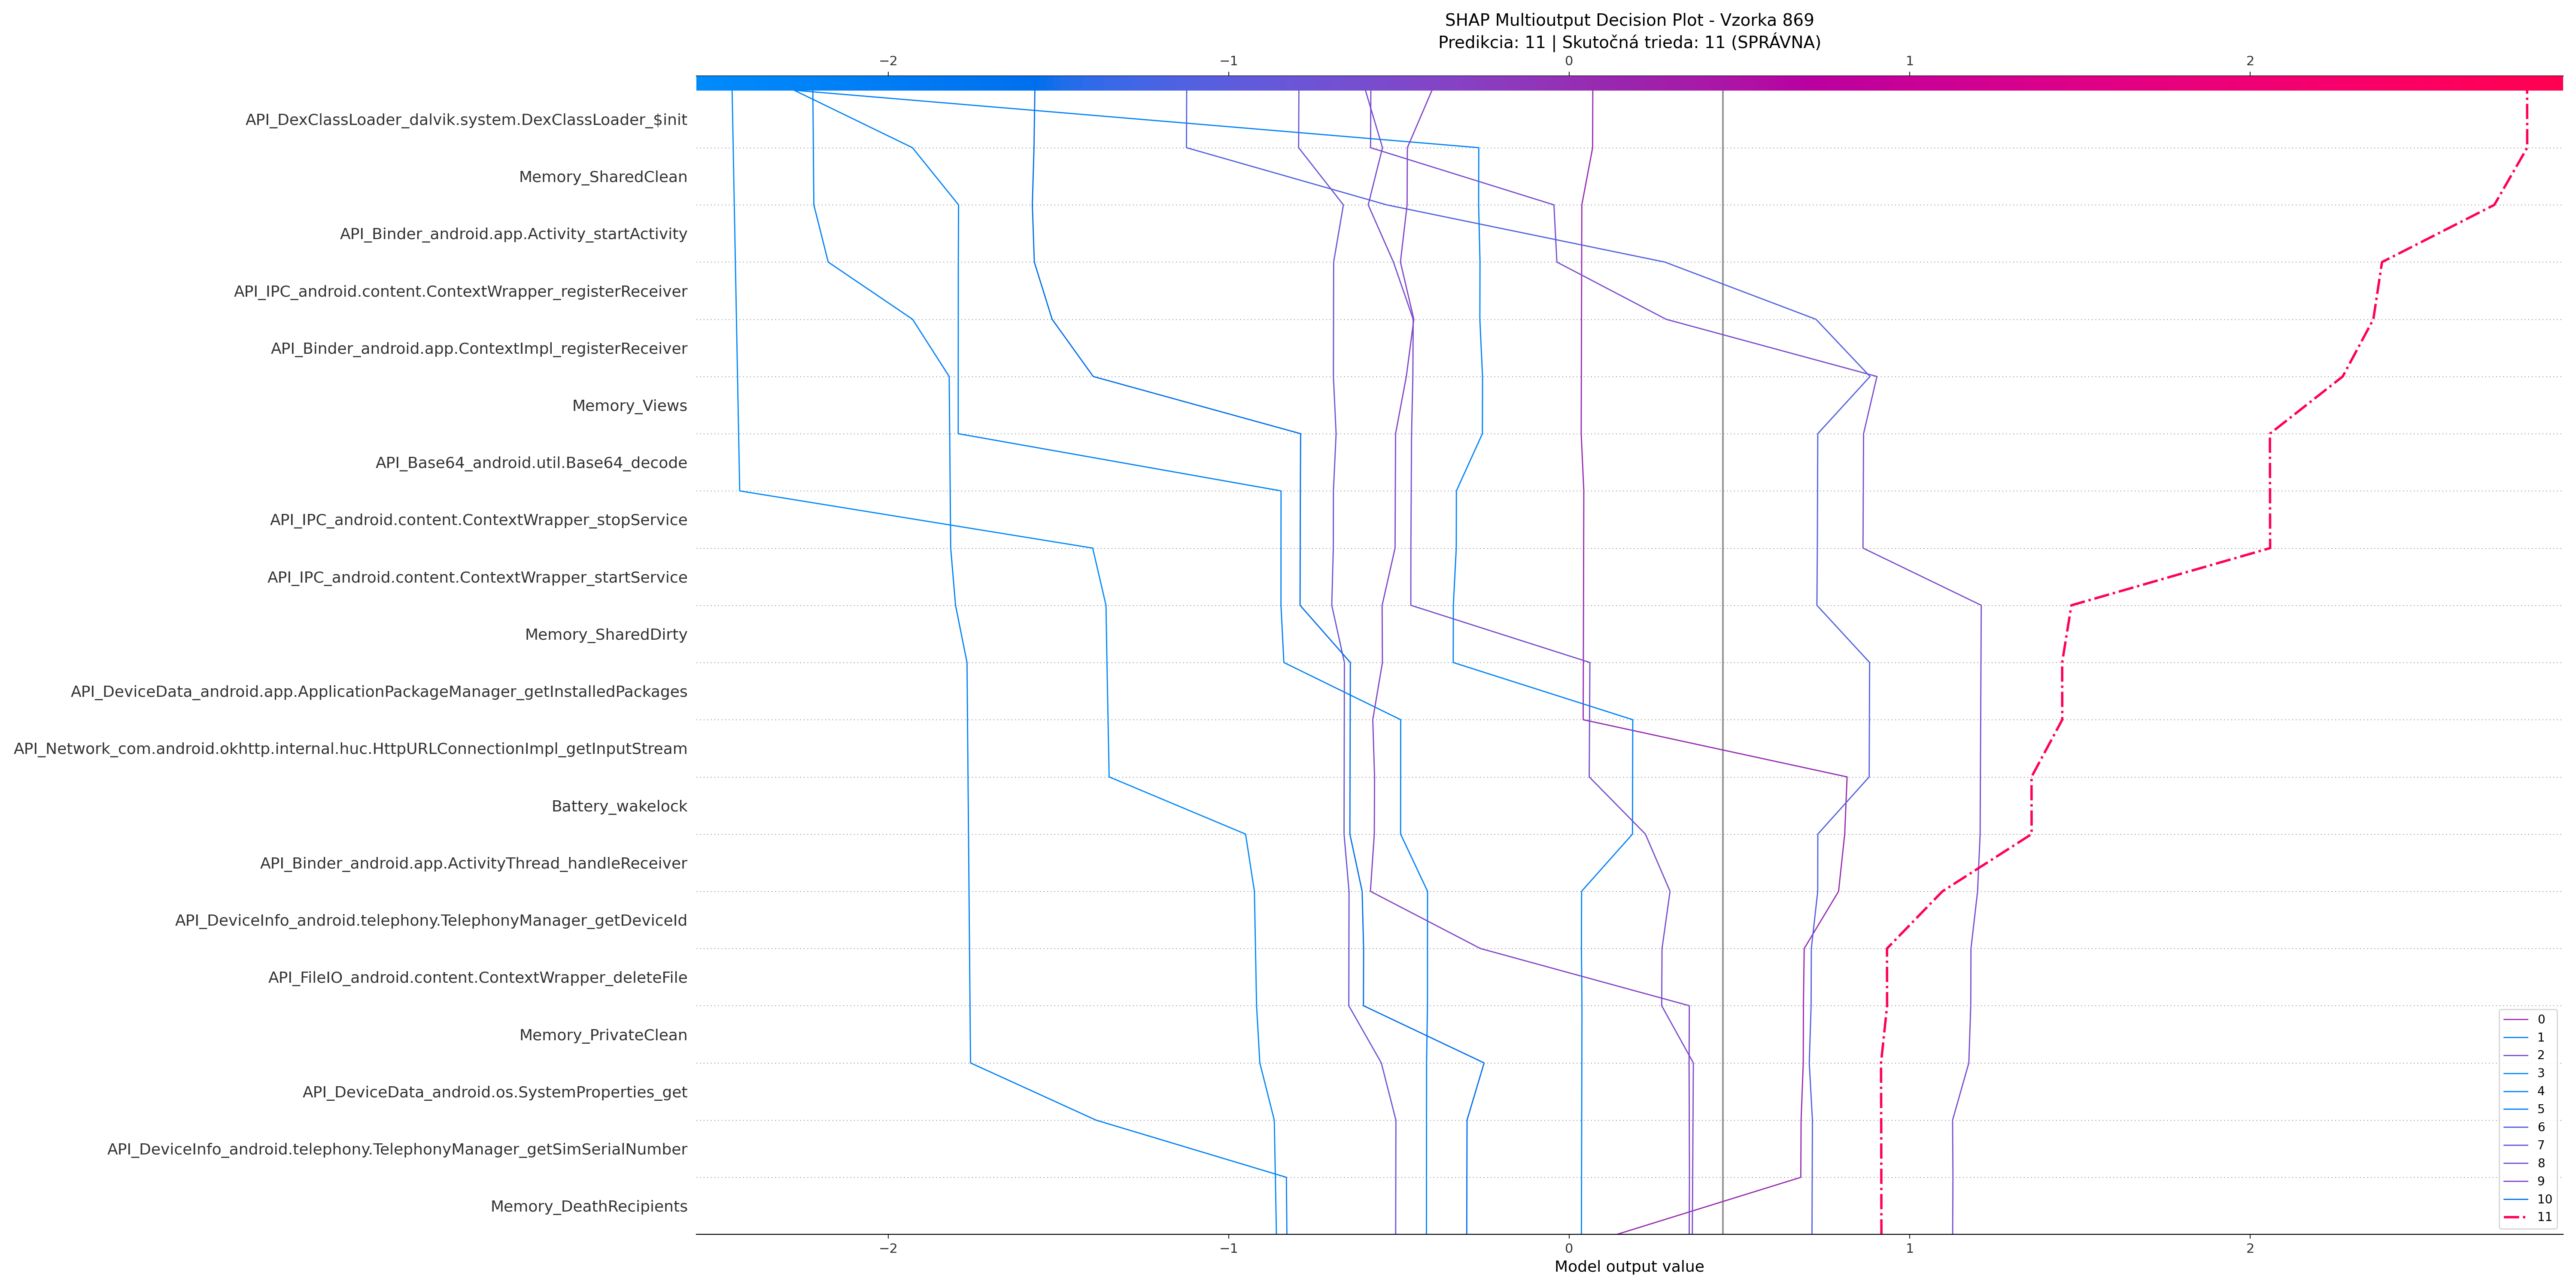 SHAP Multioutput Decision Plot - Vzorka 869
Predikcia: 11 | Skutočná trieda: 11 (SPRÁVNA)
−2 −1 0 1 2
API_DexClassLoader_dalvik.system.DexClassLoader_$init
Memory_SharedClean
API_Binder_android.app.Activity_startActivity
API_IPC_android.content.ContextWrapper_registerReceiver
API_Binder_android.app.ContextImpl_registerReceiver
Memory_Views
API_Base64_android.util.Base64_decode
API_IPC_android.content.ContextWrapper_stopService
API_IPC_android.content.ContextWrapper_startService
Memory_SharedDirty
API_DeviceData_android.app.ApplicationPackageManager_getInstalledPackages
API_Network_com.android.okhttp.internal.huc.HttpURLConnectionImpl_getInputStream
Battery_wakelock
API_Binder_android.app.ActivityThread_handleReceiver
API_DeviceInfo_android.telephony.TelephonyManager_getDeviceId
API_FileIO_android.content.ContextWrapper_deleteFile
Memory_PrivateClean
API_DeviceData_android.os.SystemProperties_get
API_DeviceInfo_android.telephony.TelephonyManager_getSimSerialNumber
Memory_DeathRecipients
0
1
2
3
4
5
6
7
8
9
10
11
−2 −1 0 1 2
Model output value